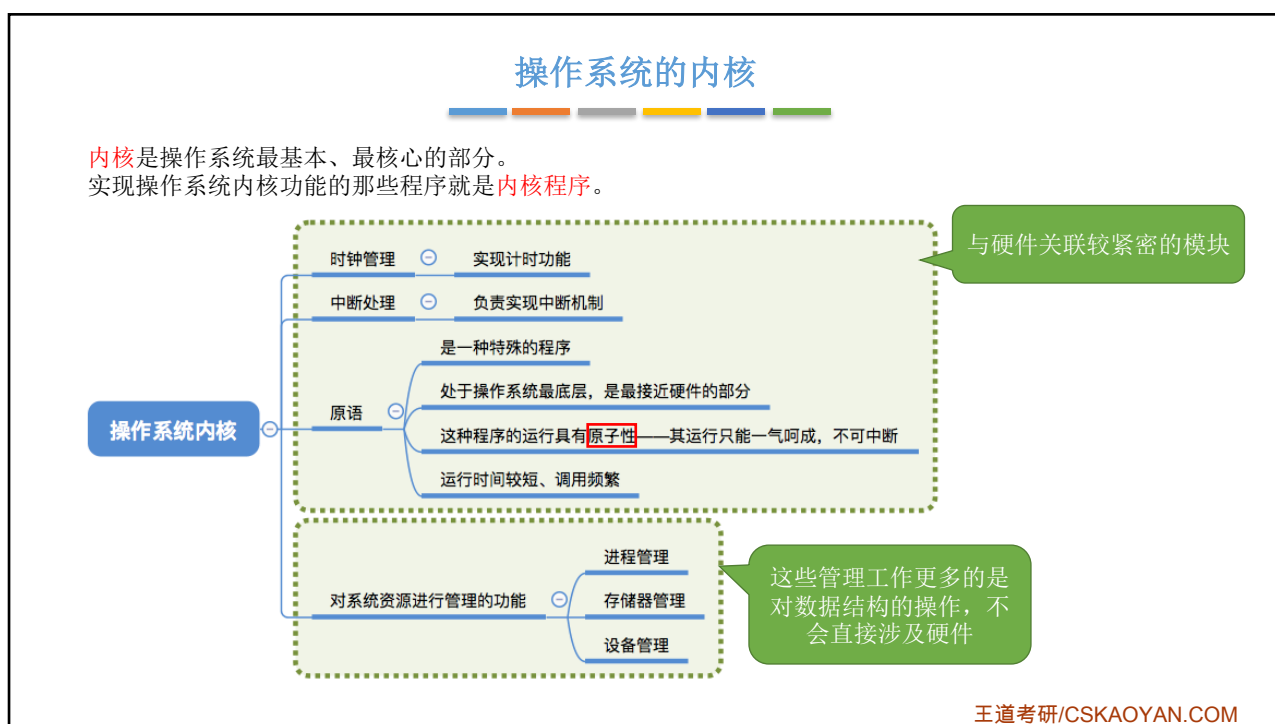 操作系统的内核
内核是操作系统最基本、最核心的部分。
实现操作系统内核功能的那些程序就是内核程序。
与硬件关联较紧密的模块
时钟管理
实现计时功能
中断处理
负责实现中断机制
是一种特殊的程序
处于操作系统最底层，是最接近硬件的部分
原语
这种程序的运行具有原子性——其运行只能一气呵成，不可中断
运行时间较短、调用频繁
操作系统内核
进程管理
对系统资源进行管理的功能
存储器管理
设备管理
这些管理工作更多的是
对数据结构的操作，不
会直接涉及硬件
王道考研/CSKAOYAN.COM